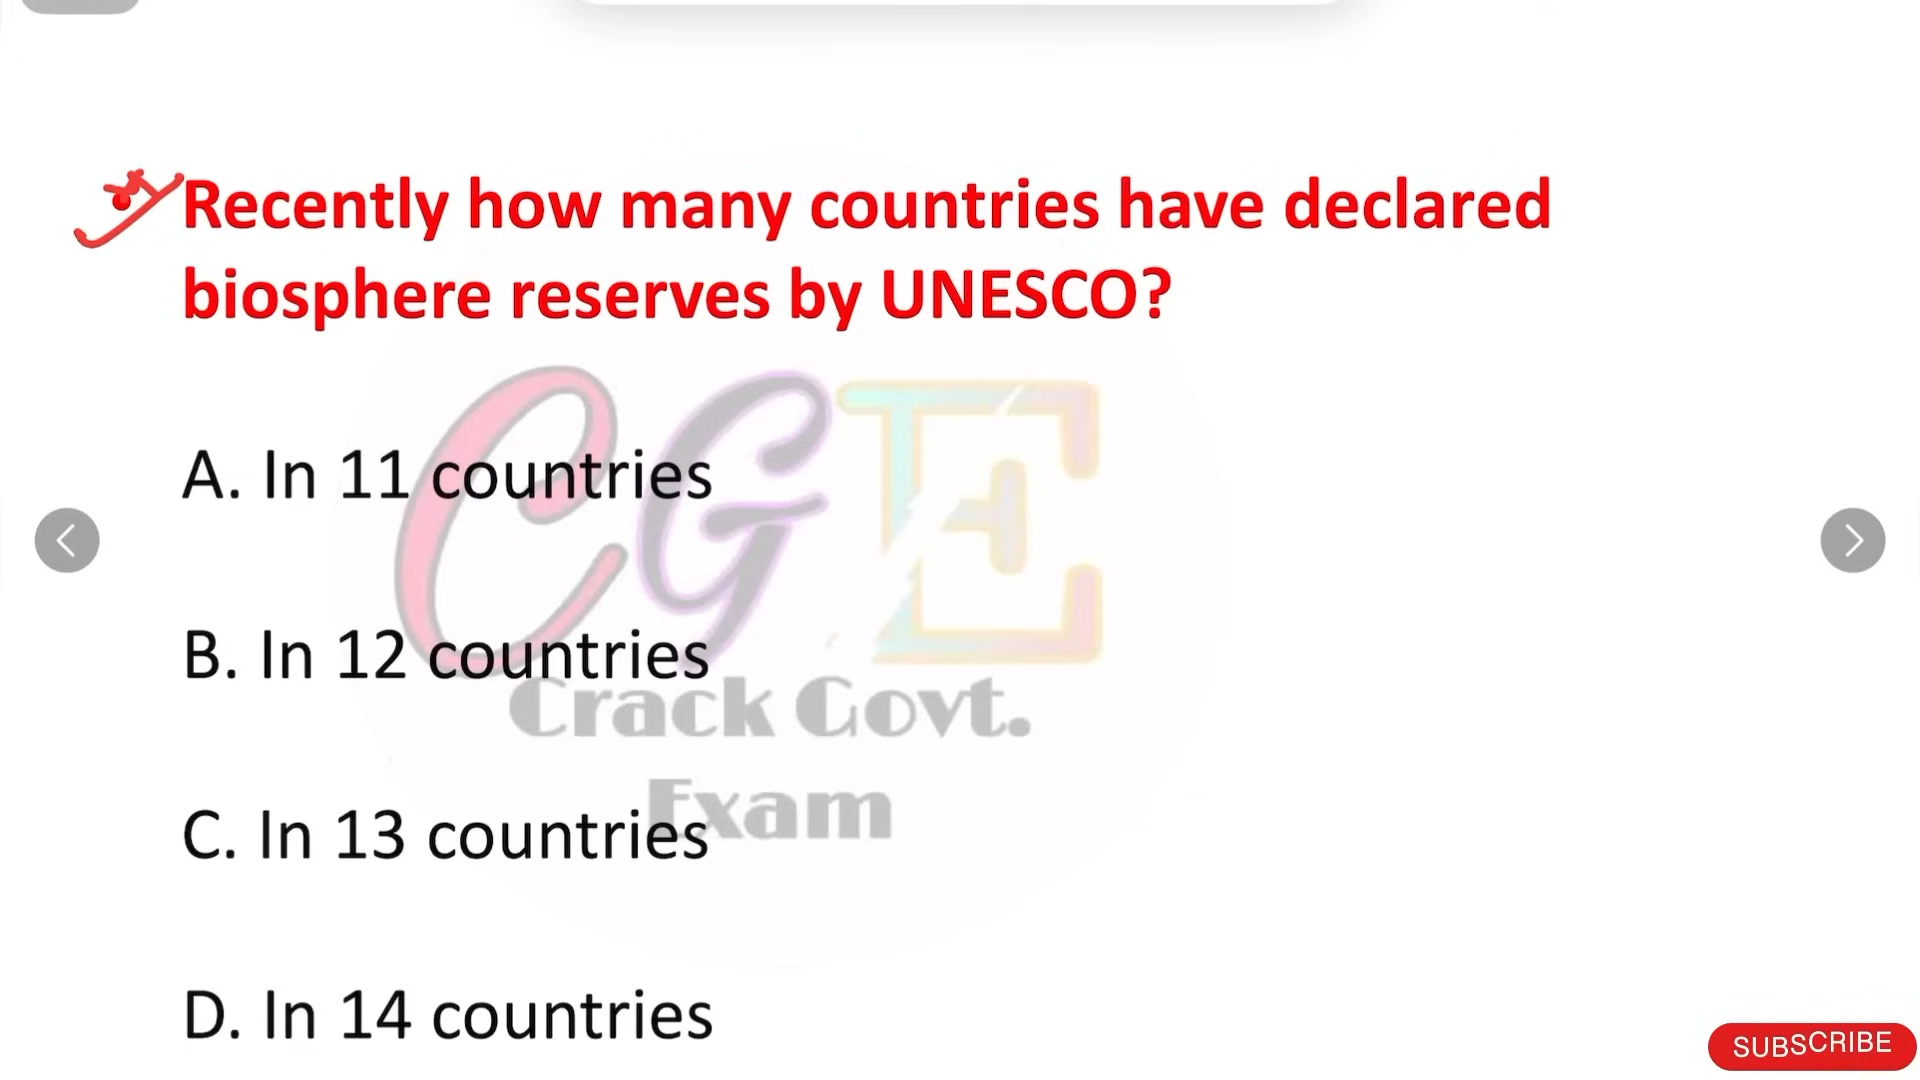 Recently how many countries have declared
biosphere reserves by UNESCO?
A. In 11 countries
B. In 12 countries
C. In 13 countries
D. In 14 countries
CGE
Crack Govt.
Exam
SUBSCRIBE